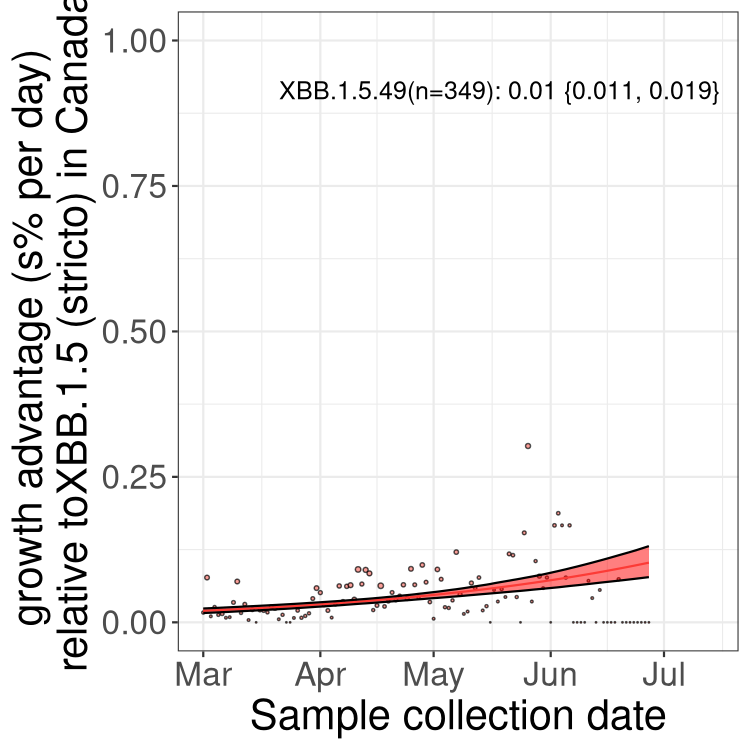 growth advantage (s% per day)
relative toXBB.1.5 (stricto) in Canada
1.00
0.75
0.50
0.25
0.00
XBB.1.5.49(n=349): 0.01 {0.011, 0.019}
Mar Apr May Jun Jul
Sample collection date